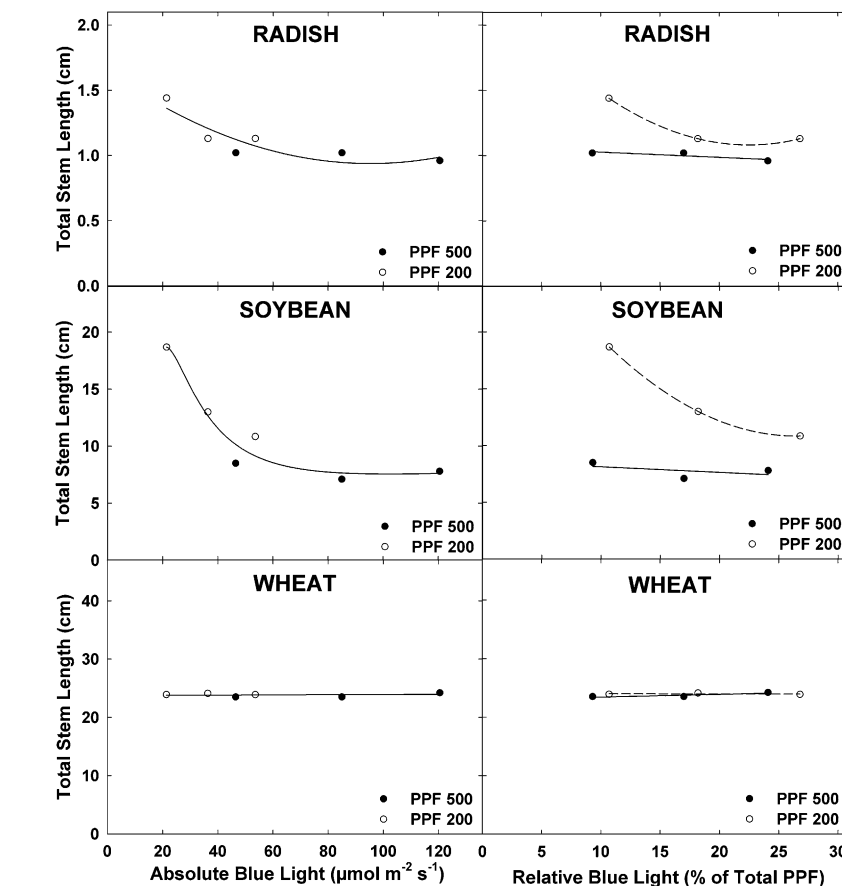 RADISH
Total Stem Length (cm)
2.0
1.5
1.0
0.5
0.0
PPF 500
PPF 200
RADISH
PPF 500
PPF 200
SOYBEAN
Total Stem Length (cm)
20
15
10
5
0
PPF 500
PPF 200
SOYBEAN
PPF 500
PPF 200
WHEAT
Total Stem Length (cm)
40
30
20
10
0
PPF 500
PPF 200
0 20 40 60 80 100 120
Absolute Blue Light (μmol m⁻² s⁻¹)
WHEAT
PPF 500
PPF 200
0 5 10 15 20 25 30
Relative Blue Light (% of Total PPF)